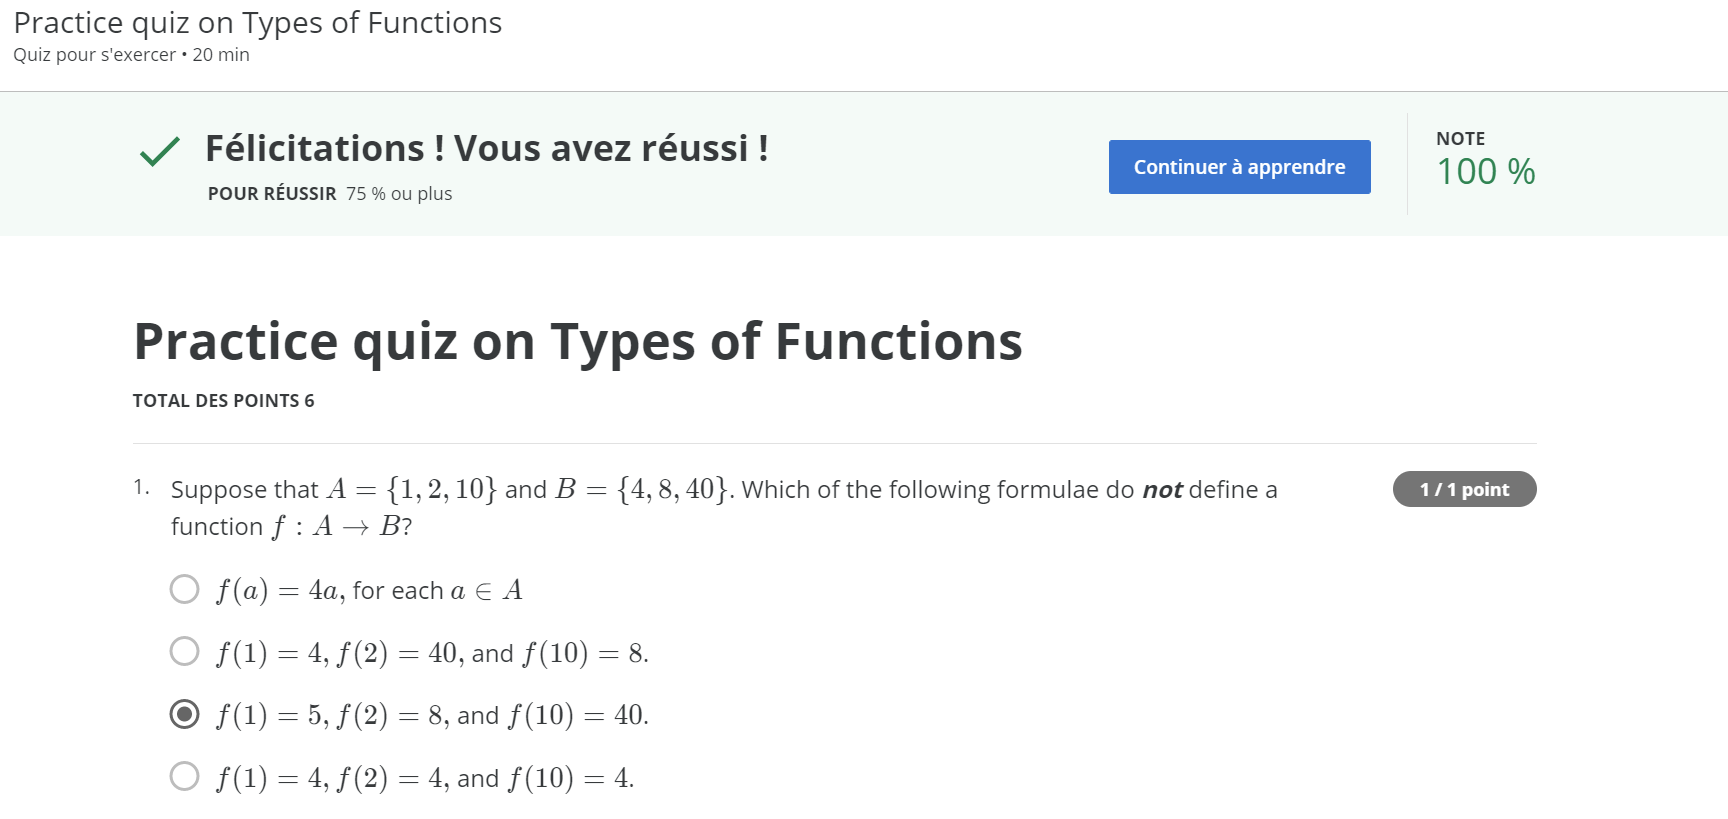 Practice quiz on Types of Functions
Quiz pour s'exercer • 20 min
Félicitations ! Vous avez réussi !
POUR RÉUSSIR 75 % ou plus
Continuer à apprendre
NOTE
100 %
Practice quiz on Types of Functions
TOTAL DES POINTS 6
1. Suppose that A = {1, 2, 10} and B = {4, 8, 40}. Which of the following formulae do not define a
function f : A → B?
1 / 1 point
f(a) = 4a, for each a ∈ A
f(1) = 4, f(2) = 40, and f(10) = 8.
f(1) = 5, f(2) = 8, and f(10) = 40.
f(1) = 4, f(2) = 4, and f(10) = 4.